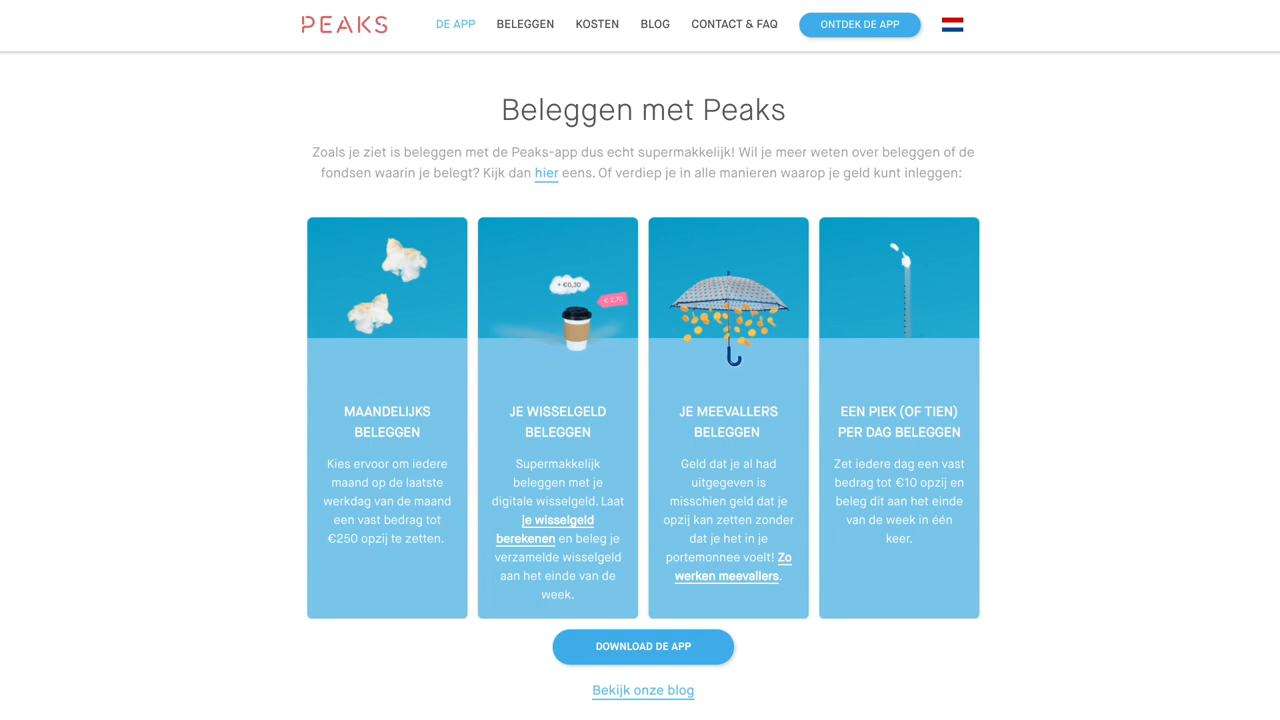 PEAKS
DE APP
BELEGGEN
KOSTEN
BLOG
CONTACT & FAQ
ONTDEK DE APP
Beleggen met Peaks
Zoals je ziet is beleggen met de Peaks-app dus echt supermakkelijk! Wil je meer weten over beleggen of de
fondsen waarin je belegt? Kijk dan hier eens. Of verdiep je in alle manieren waarop je geld kunt inleggen:
MAANDELIJKS
BELEGGEN
Kies ervoor om iedere
maand op de laatste
werkdag van de maand
een vast bedrag tot
€250 opzij te zetten.
+ €0,30
€ 2,70
JE WISSELGELD
BELEGGEN
Supermakkelijk
beleggen met je
digitale wisselgeld. Laat
je wisselgeld
berekenen en beleg je
verzamelde wisselgeld
aan het einde van de
week.
JE MEEVALLERS
BELEGGEN
Geld dat je al had
uitgegeven is
misschien geld dat je
opzij kan zetten zonder
dat je het in je
portemonnee voelt! Zo
werken meevallers.
EEN PIEK (OF TIEN)
PER DAG BELEGGEN
Zet iedere dag een vast
bedrag tot €10 opzij en
beleg dit aan het einde
van de week in één
keer.
DOWNLOAD DE APP
Bekijk onze blog